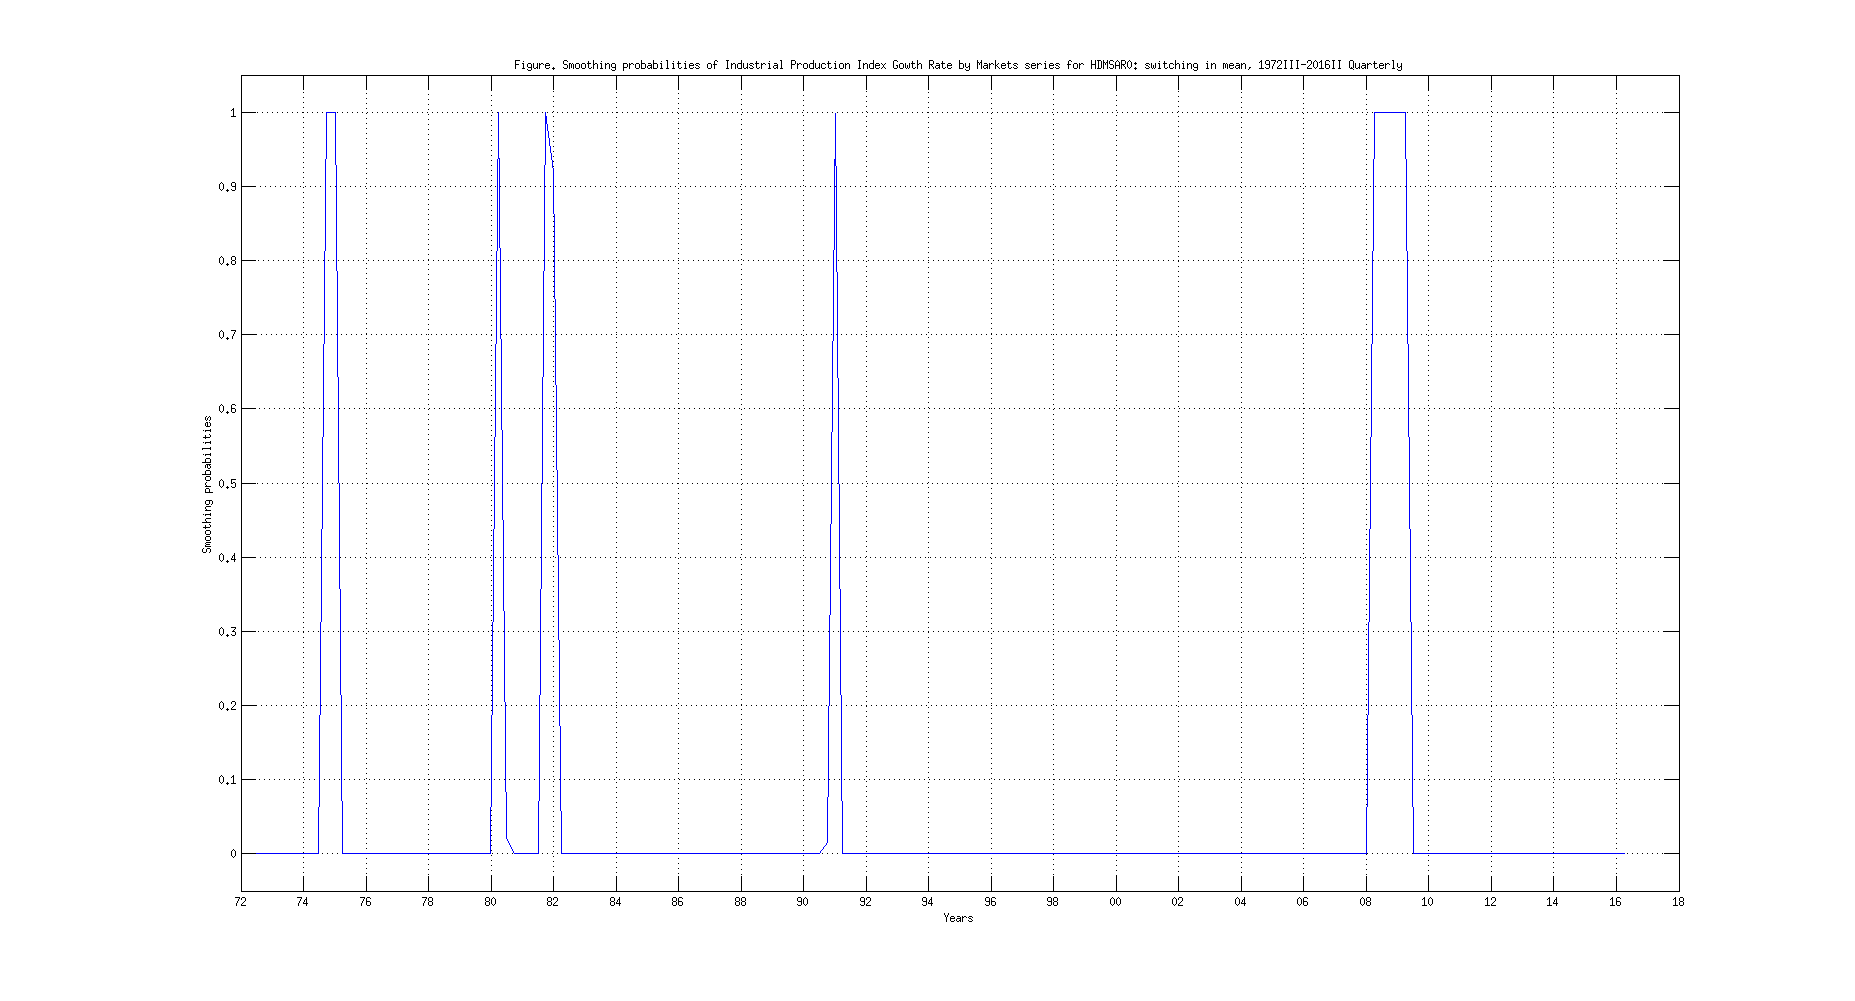 Figure. Smoothing probabilities of Industrial Production Index Gowth Rate by Markets series for HDMSAR0: switching in mean, 1972III-2016II Quarterly
1
0.9
0.8
0.7
0.6
0.5
0.4
0.3
0.2
0.1
0
Smoothing probabilities
72 74 76 78 80 82 84 86 88 90 92 94 96 98 00 02 04 06 08 10 12 14 16 18
Years